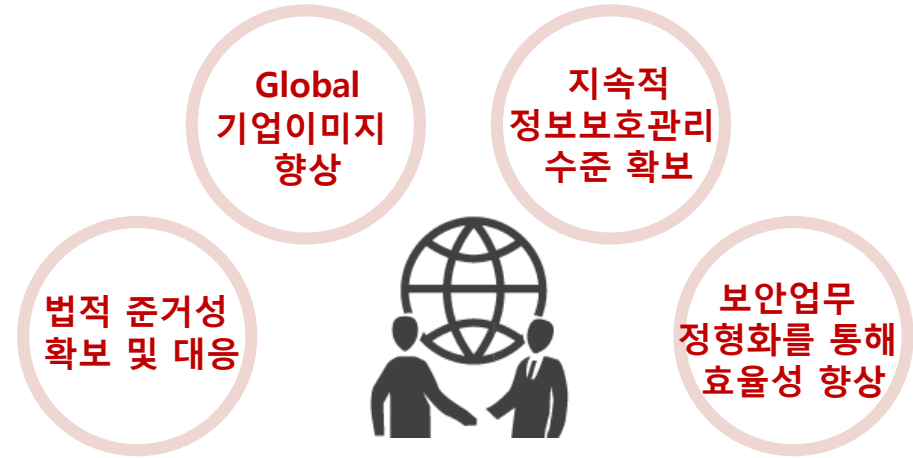 Global
기업이미지
향상
지속적
정보보호관리
수준 확보
법적 준거성
확보 및 대응
보안업무
정형화를 통해
효율성 향상